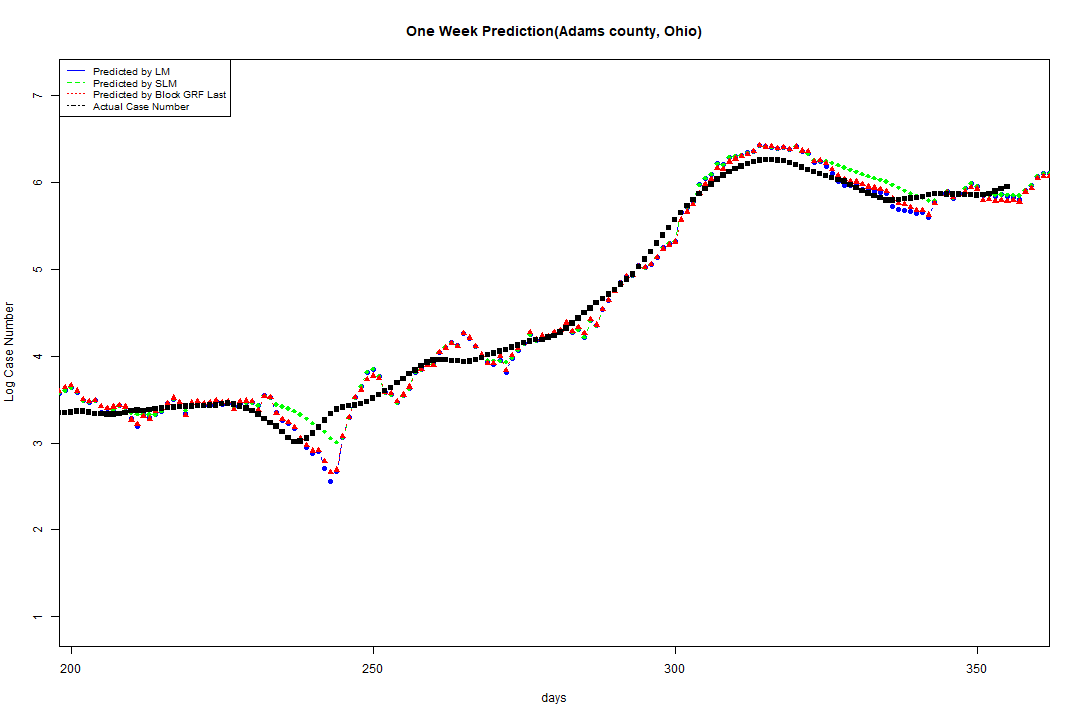 One Week Prediction(Adams county, Ohio)
Predicted by LM
Predicted by SLM
Predicted by Block GRF Last
Actual Case Number
Log Case Number
7
6
5
4
3
2
1
200 250 300 350
days